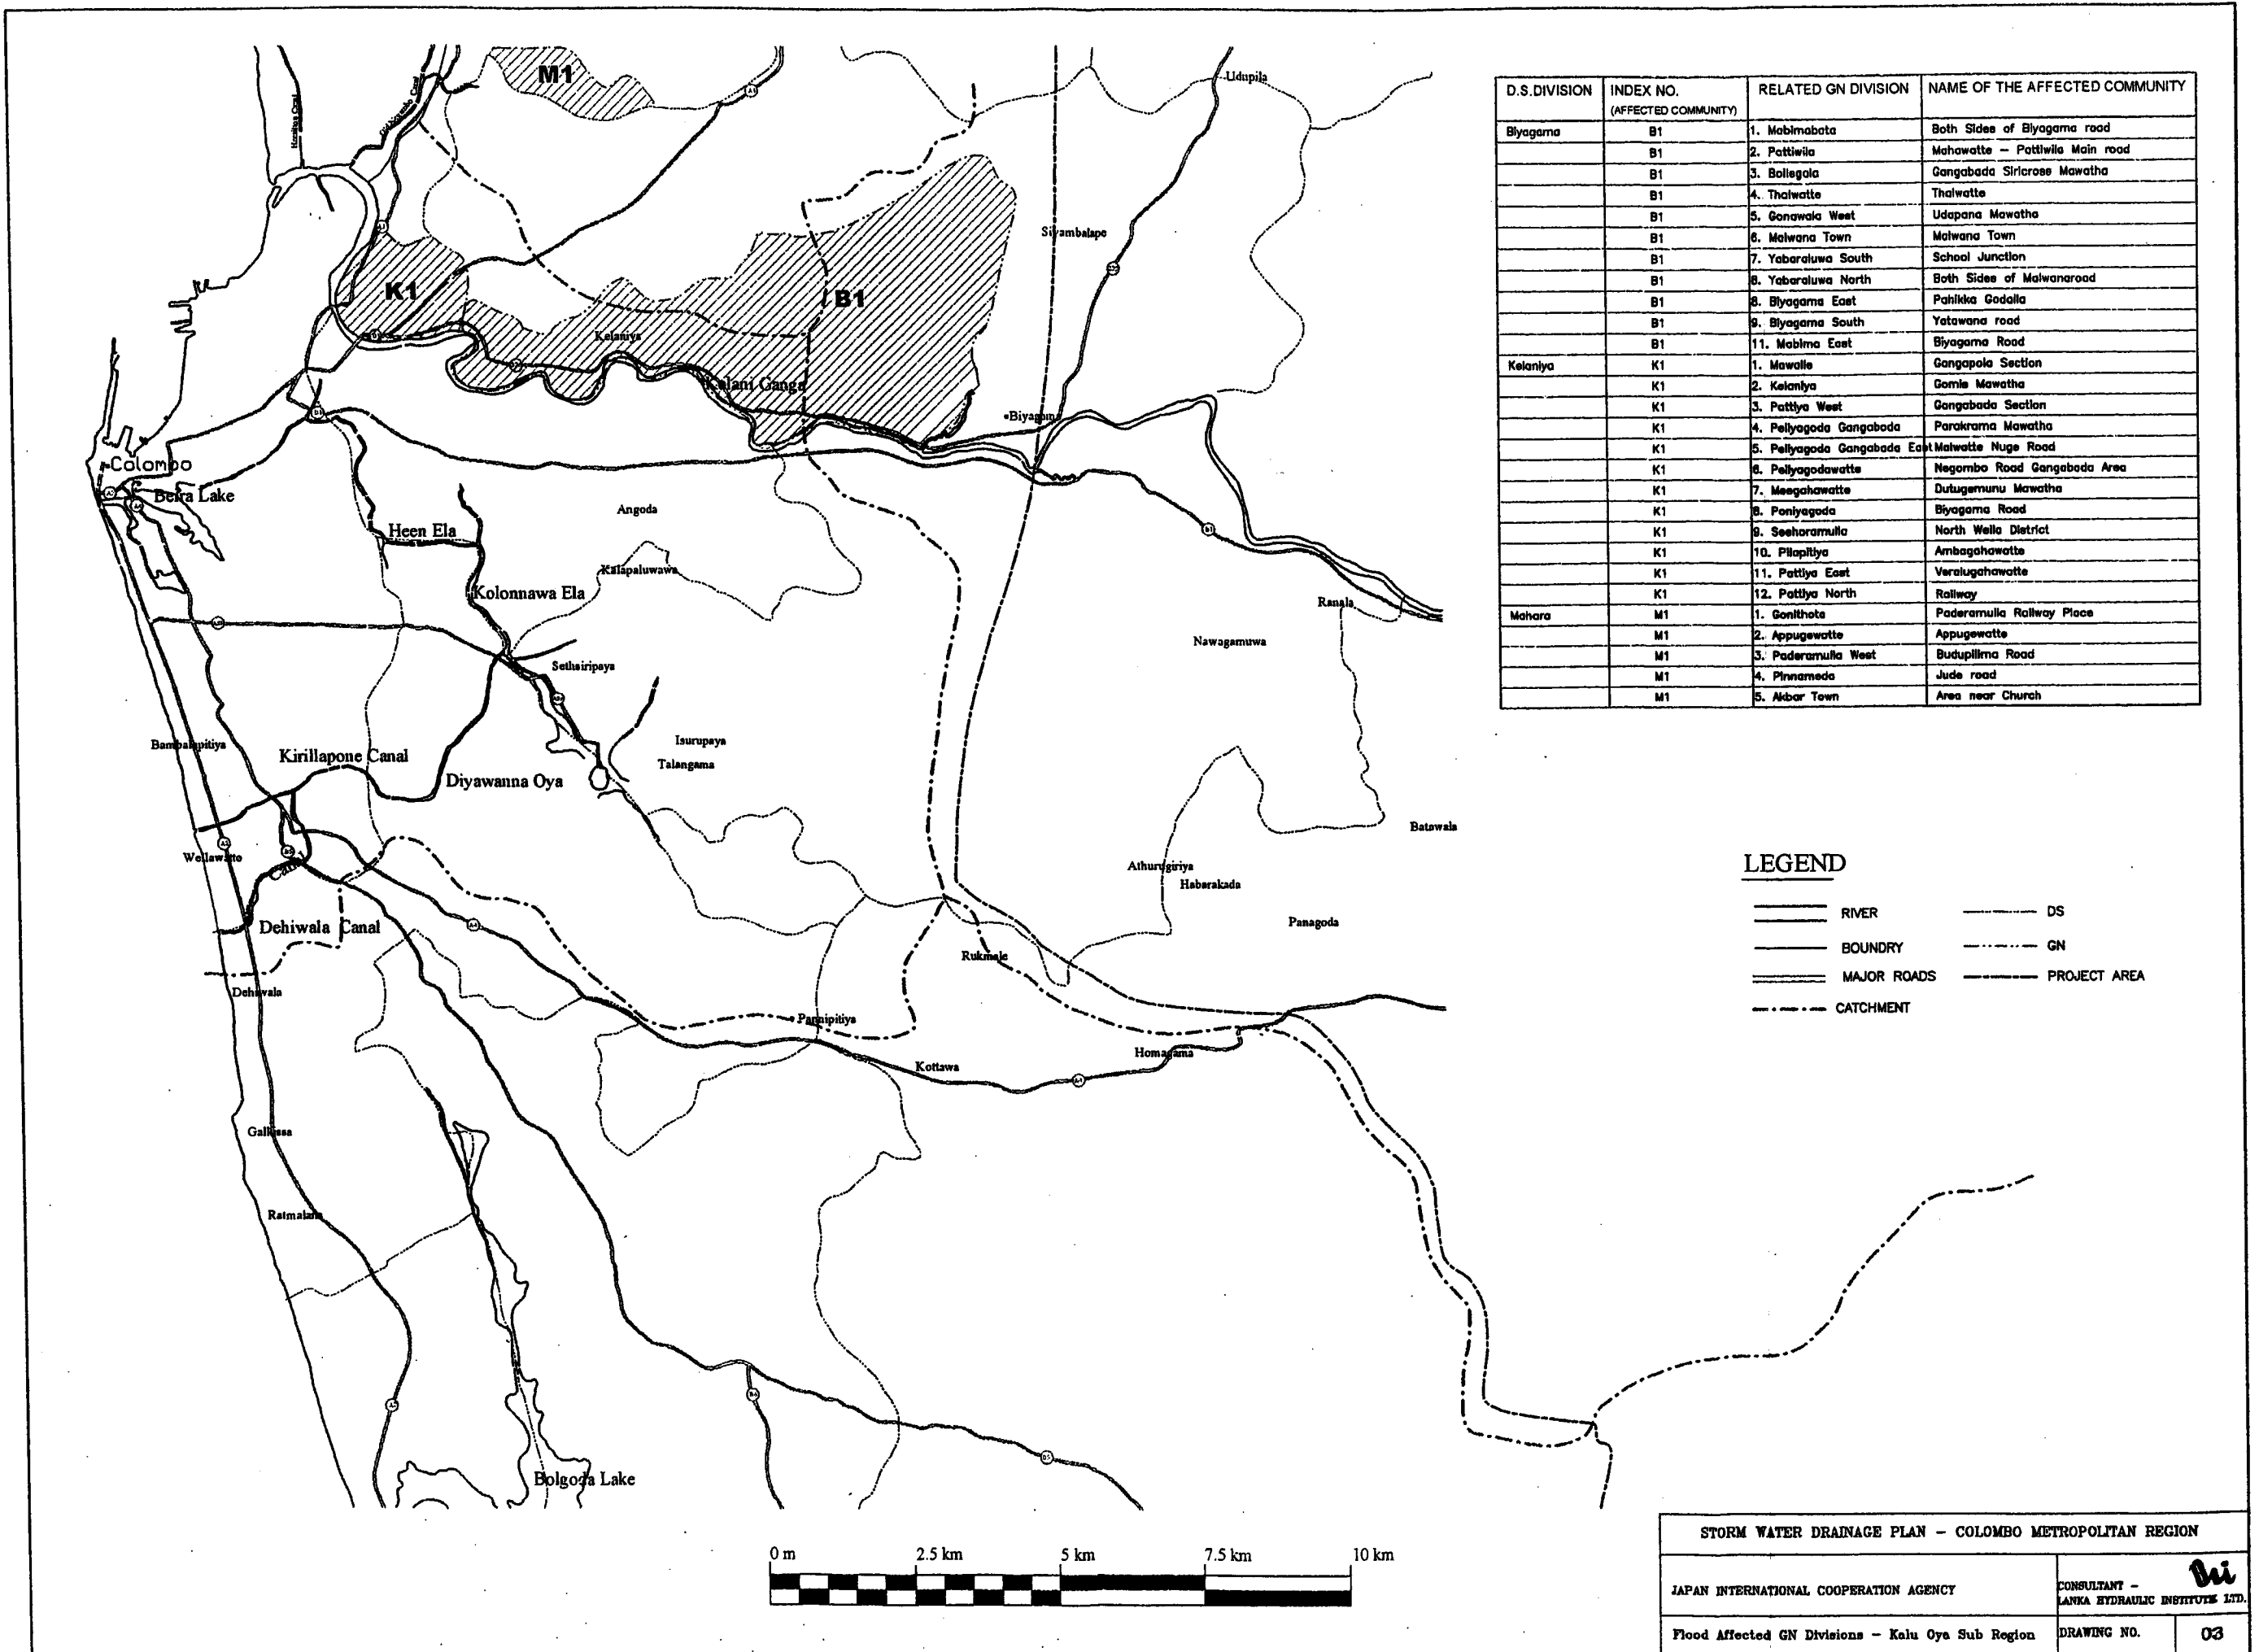 M1
Udupila
Hamilton Canal
K1
B1
Siyambalape
Kelaniya
Kelani Ganga
Biyagama
Colombo
Beira Lake
Heen Ela
Angoda
Kolonnawa Ela
Kalapaluwawa
Ranala
Nawagamuwa
Sethsiripaya
Bambalapitiya
Kirillapone Canal
Isurupaya
Talangama
Diyawanna Oya
Batawala
Wellawatte
Athurugiriya
Habarakada
Dehiwala Canal
Panagoda
Rukmale
Dehiwala
Pannipitiya
Homagama
Kottawa
Galkissa
Ratmalana
Bolgoda Lake
0 m 2.5 km 5 km 7.5 km 10 km
D.S.DIVISION INDEX NO. (AFFECTED COMMUNITY) RELATED GN DIVISION NAME OF THE AFFECTED COMMUNITY
Biyagama B1 1. Mabimabata Both Sides of Biyagama road
B1 2. Pattiwila Mahawatte – Pattiwila Main road
B1 3. Bollegala Gangabada Siricrose Mawatha
B1 4. Thalwatte Thalwatte
B1 5. Gonawala West Udapana Mawatha
B1 6. Malwana Town Malwana Town
B1 7. Yabaraluwa South School Junction
B1 8. Yabaraluwa North Both Sides of Malwanaroad
B1 8. Biyagama East Pahikka Godalla
B1 9. Biyagama South Yatawana road
B1 11. Mabima East Biyagama Road
Kelaniya K1 1. Mawalle Gangapola Section
K1 2. Kelaniya Gomie Mawatha
K1 3. Pattiya West Gangabada Section
K1 4. Peliyagoda Gangabada Parakrama Mawatha
K1 5. Peliyagoda Gangabada East Malwatte Nuge Road
K1 6. Peliyagodawatte Negombo Road Gangabada Area
K1 7. Meegahawatte Dutugemunu Mawatha
K1 8. Poniyagoda Biyagama Road
K1 9. Seehoramulla North Wella District
K1 10. Pilapitiya Ambagahawatte
K1 11. Pattiya East Veralugahawatte
K1 12. Pattiya North Railway
Mahara M1 1. Gonithota Paderamulla Railway Place
M1 2. Appugewatte Appugewatte
M1 3. Paderamulla West Budupilima Road
M1 4. Pinnameda Jude road
M1 5. Akbar Town Area near Church
LEGEND
RIVER DS
BOUNDRY GN
MAJOR ROADS PROJECT AREA
CATCHMENT
STORM WATER DRAINAGE PLAN – COLOMBO METROPOLITAN REGION
JAPAN INTERNATIONAL COOPERATION AGENCY
CONSULTANT –
LANKA HYDRAULIC INSTITUTE LTD.
Flood Affected GN Divisions – Kalu Oya Sub Region
DRAWING NO. 03